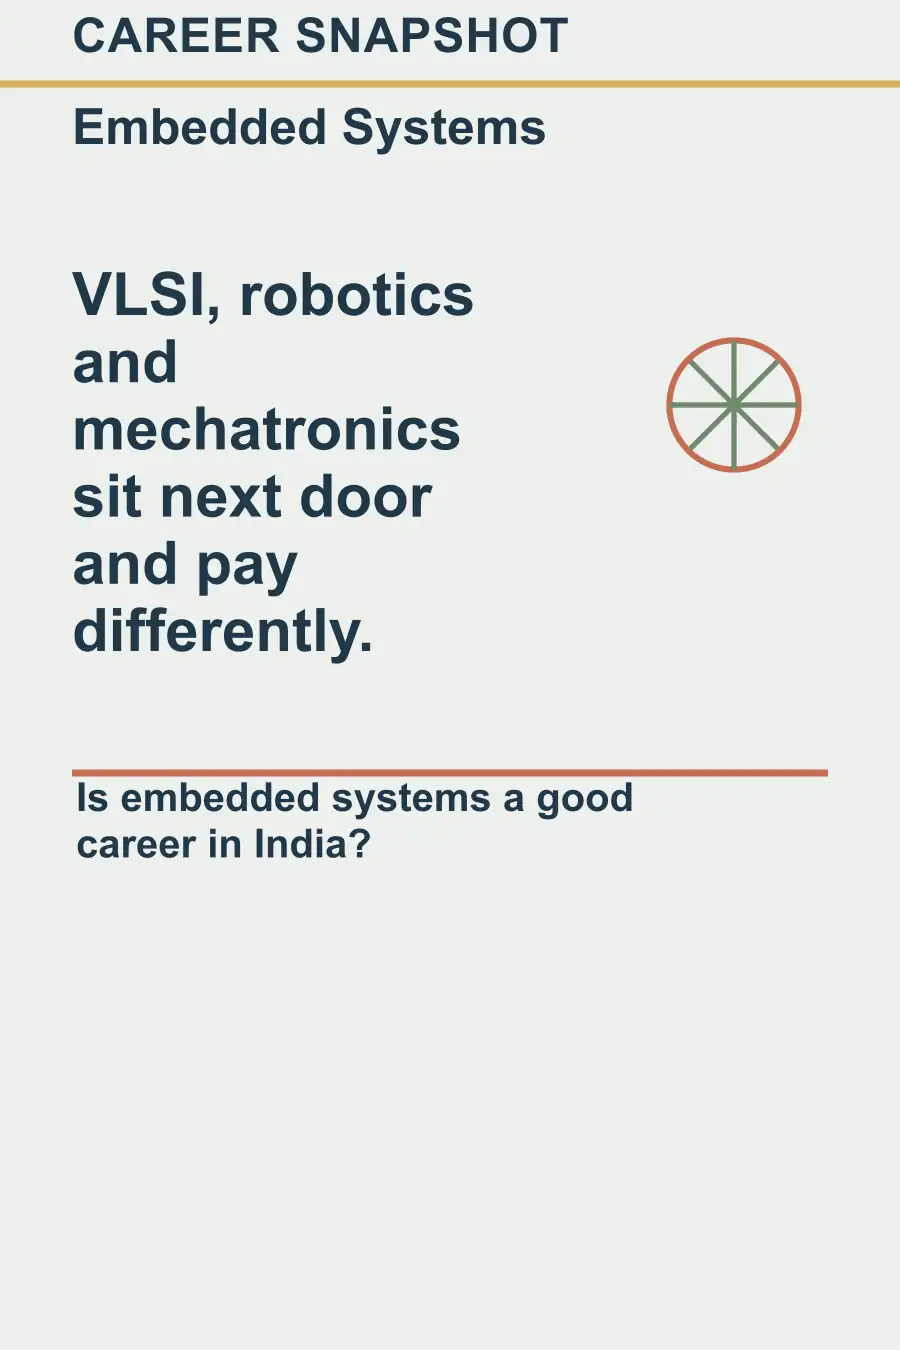 CAREER SNAPSHOT
Embedded Systems
VLSI, robotics
and
mechatronics
sit next door
and pay
differently.
Is embedded systems a good
career in India?